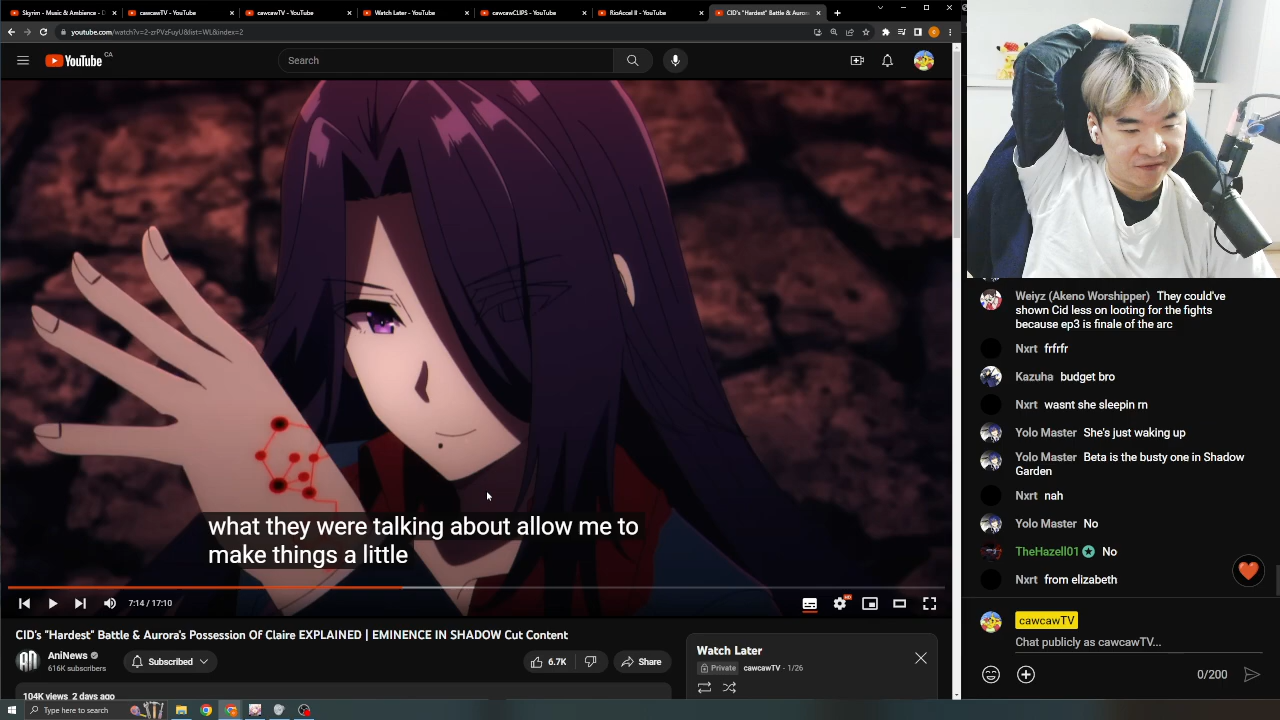 Skyrim - Music & Ambience - D
cawcawTV - YouTube
cawcawTV - YouTube
Watch Later - YouTube
cawcawCLIPS - YouTube
RioAccel II - YouTube
CID's "Hardest" Battle & Aurora
youtube.com/watch?v=2-zrPVzFuyU&list=WL&index=2
YouTube CA
Search
what they were talking about allow me to
make things a little
7:14 / 17:10
HD
CID's "Hardest" Battle & Aurora's Possession Of Claire EXPLAINED | EMINENCE IN SHADOW Cut Content
AN
AniNews
616K subscribers
Subscribed
6.7K
Share
104K views 2 days ago
Watch Later
Private cawcawTV - 1/26
Type here to search
Weiyz (Akeno Worshipper) They could've
shown Cid less on looting for the fights
because ep3 is finale of the arc
Nxrt frfrfr
Kazuha budget bro
Nxrt wasnt she sleepin rn
Yolo Master She's just waking up
Yolo Master Beta is the busty one in Shadow
Garden
Nxrt nah
Yolo Master No
TheHazell01 No
Nxrt from elizabeth
cawcawTV
Chat publicly as cawcawTV...
0/200